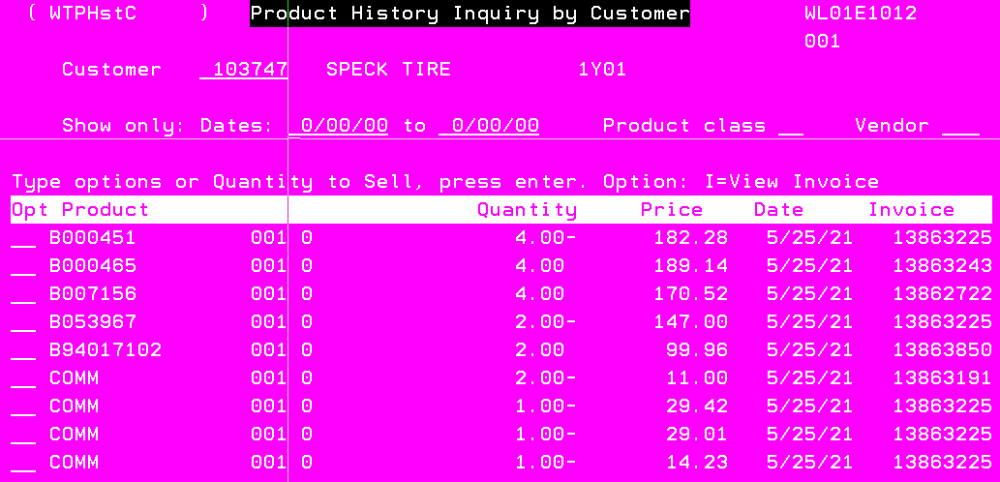 ( WTPHstC ) Product History Inquiry by Customer WL01E1012
001
Customer 103747 SPECK TIRE 1Y01
Show only: Dates: 0/00/00 to 0/00/00 Product class __ Vendor ___
Type options or Quantity to Sell, press enter. Option: I=View Invoice
Opt Product Quantity Price Date Invoice
__ B000451 001 0 4.00- 182.28 5/25/21 13863225
__ B000465 001 0 4.00 189.14 5/25/21 13863243
__ B007156 001 0 4.00 170.52 5/25/21 13862722
__ B053967 001 0 2.00- 147.00 5/25/21 13863225
__ B94017102 001 0 2.00 99.96 5/25/21 13863850
__ COMM 001 0 2.00- 11.00 5/25/21 13863191
__ COMM 001 0 1.00- 29.42 5/25/21 13863225
__ COMM 001 0 1.00- 29.01 5/25/21 13863225
__ COMM 001 0 1.00- 14.23 5/25/21 13863225